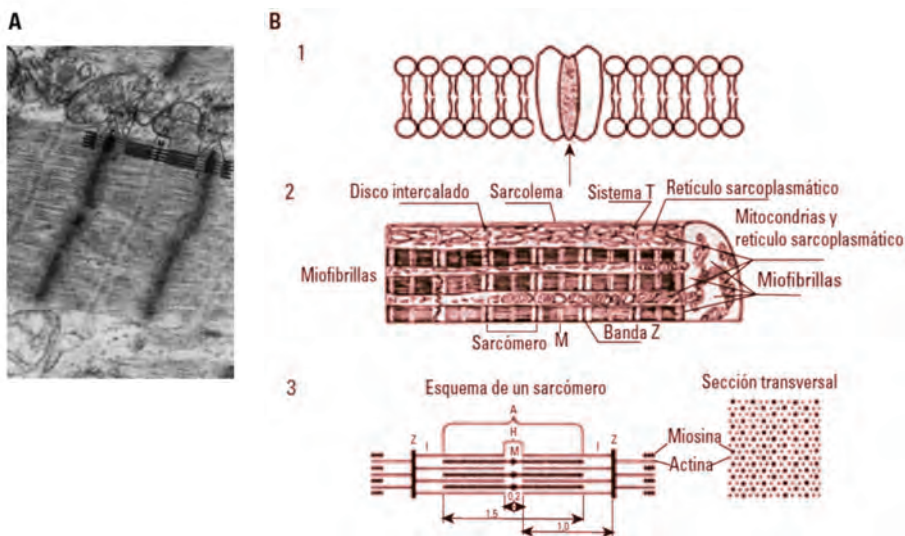 A
B
1
2
Disco intercalado
Sarcolema
Sistema T
Retículo sarcoplasmático
Mitocondrias y
retículo sarcoplasmático
Miofibrillas
Miofibrillas
Sarcómero
M
Banda Z
3
Esquema de un sarcómero
Sección transversal
A
H
Z
I
M
I
Z
Miosina
Actina
0,2
1.5
1.0